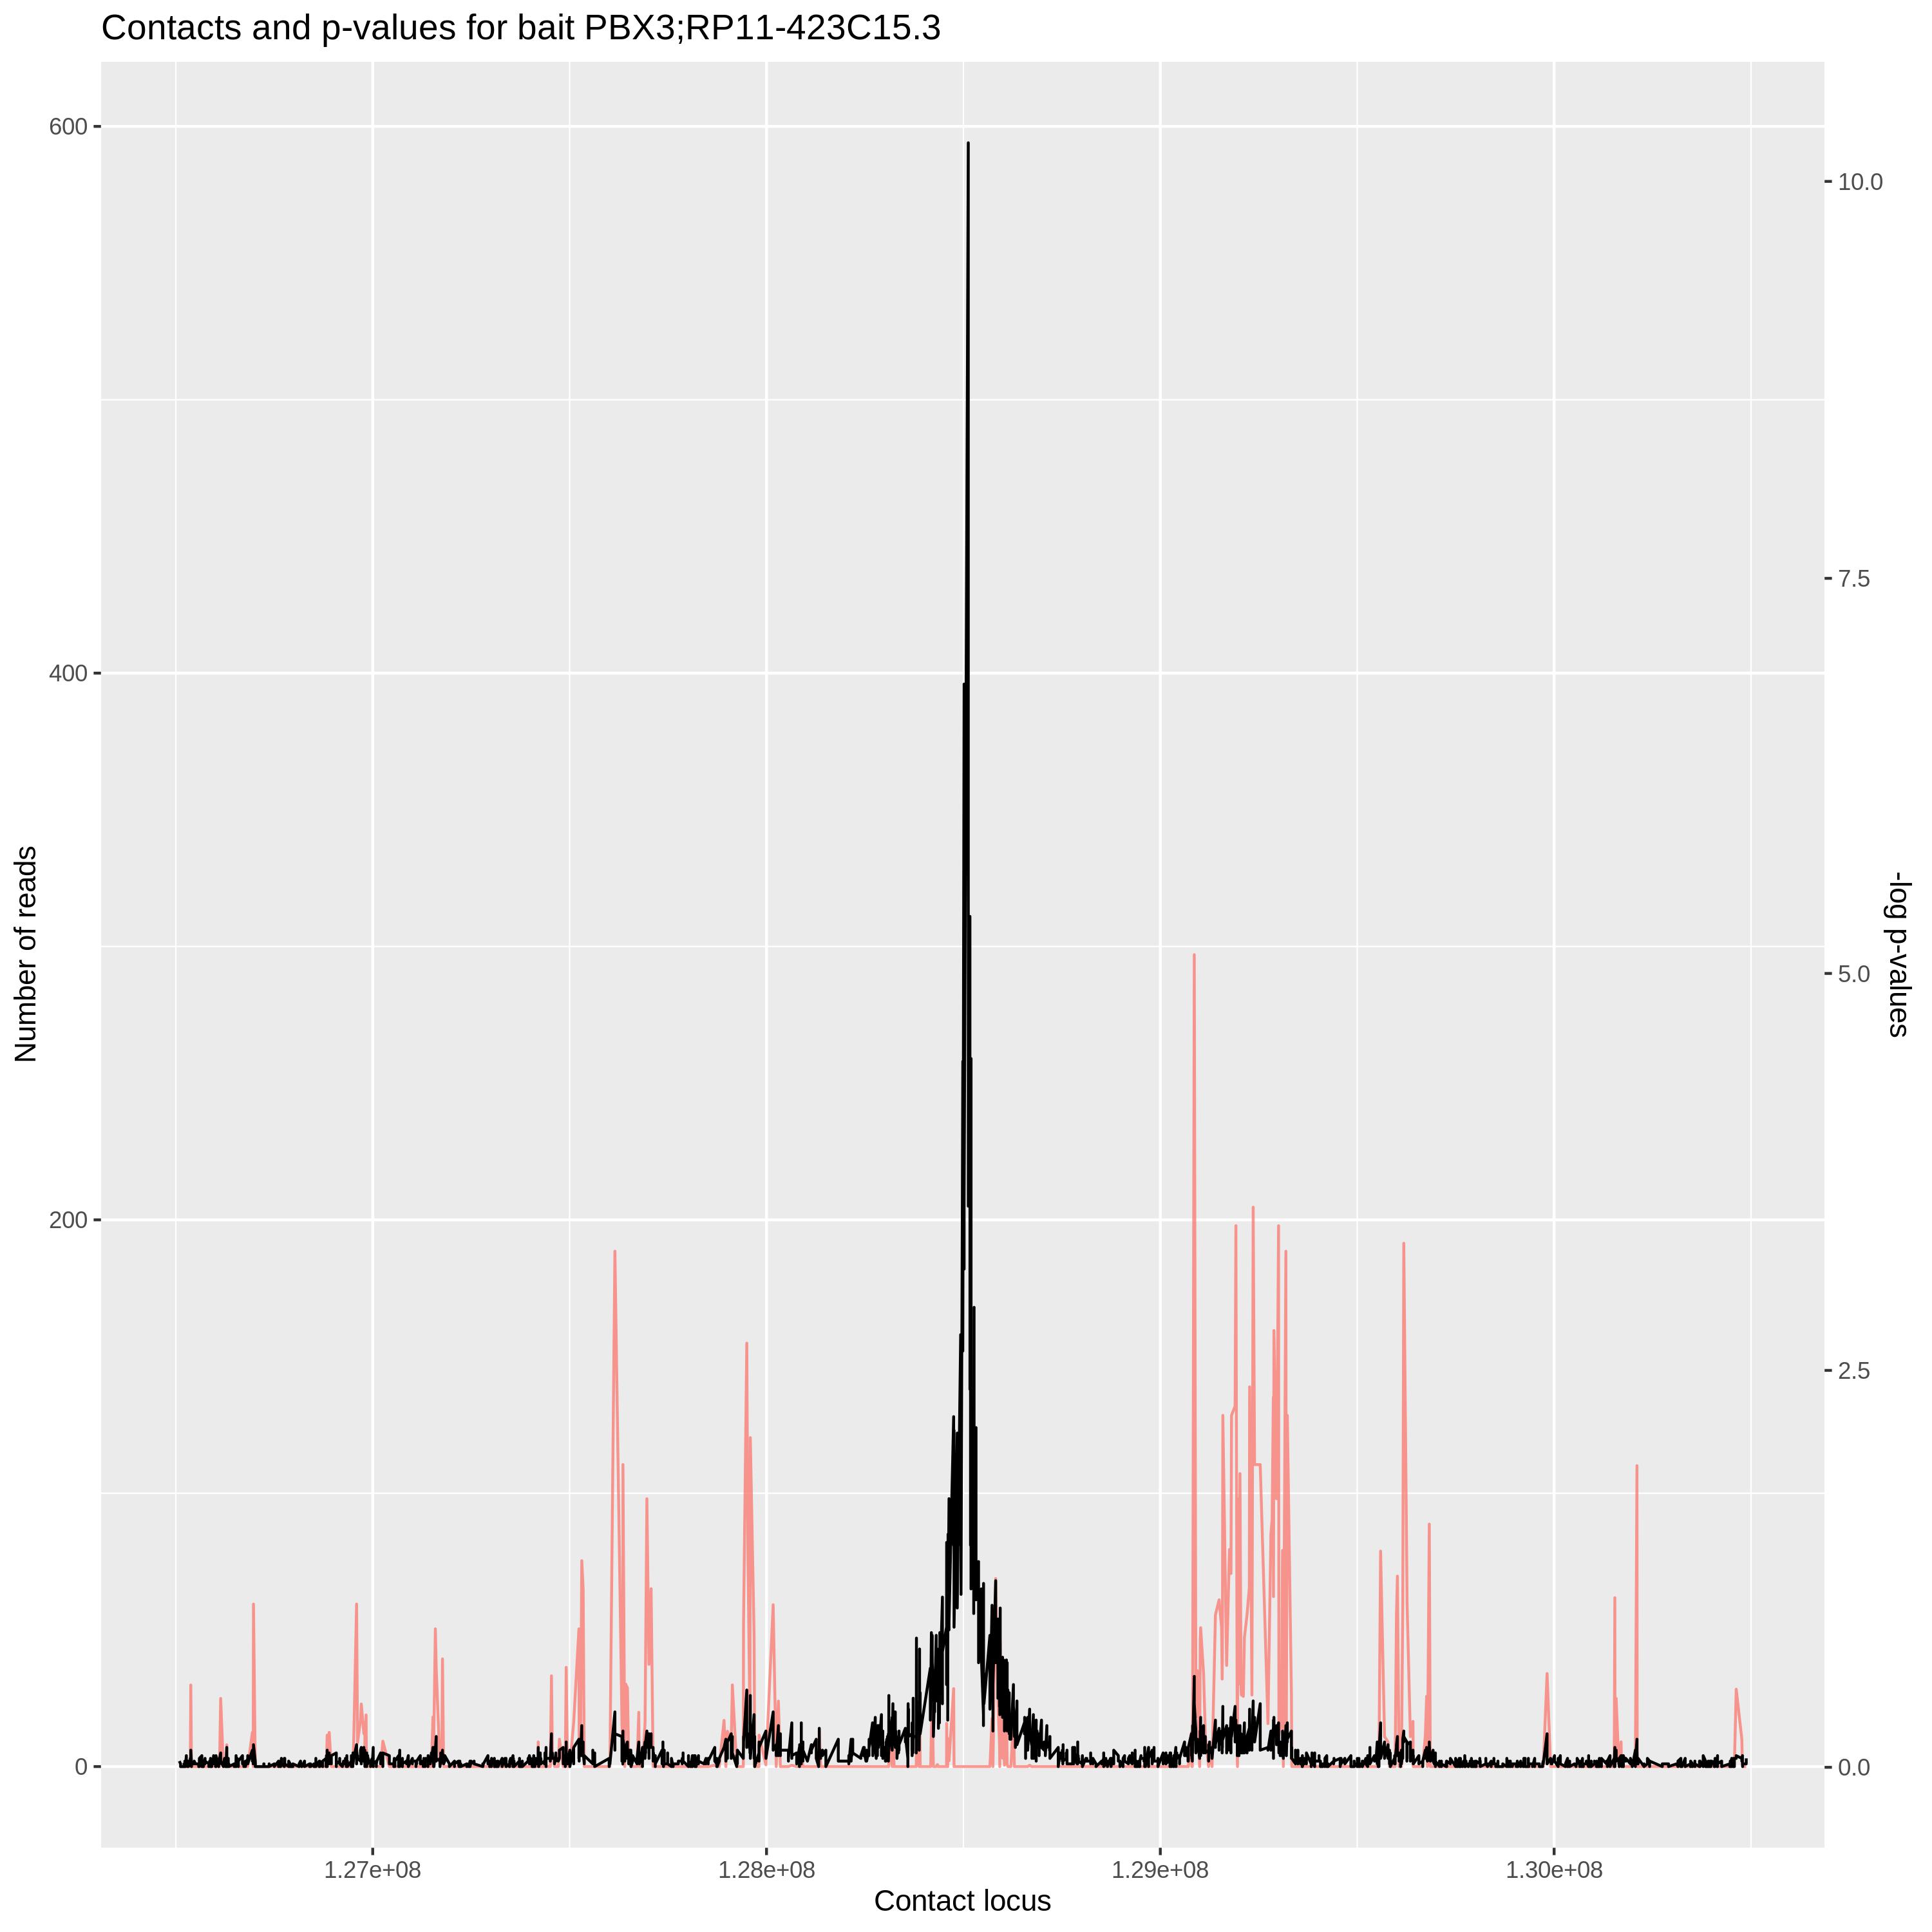 Contacts and p-values for bait PBX3;RP11-423C15.3
600
400
200
0
Number of reads
10.0
7.5
5.0
2.5
0.0
-log p-values
1.27e+08
1.28e+08
1.29e+08
1.30e+08
Contact locus